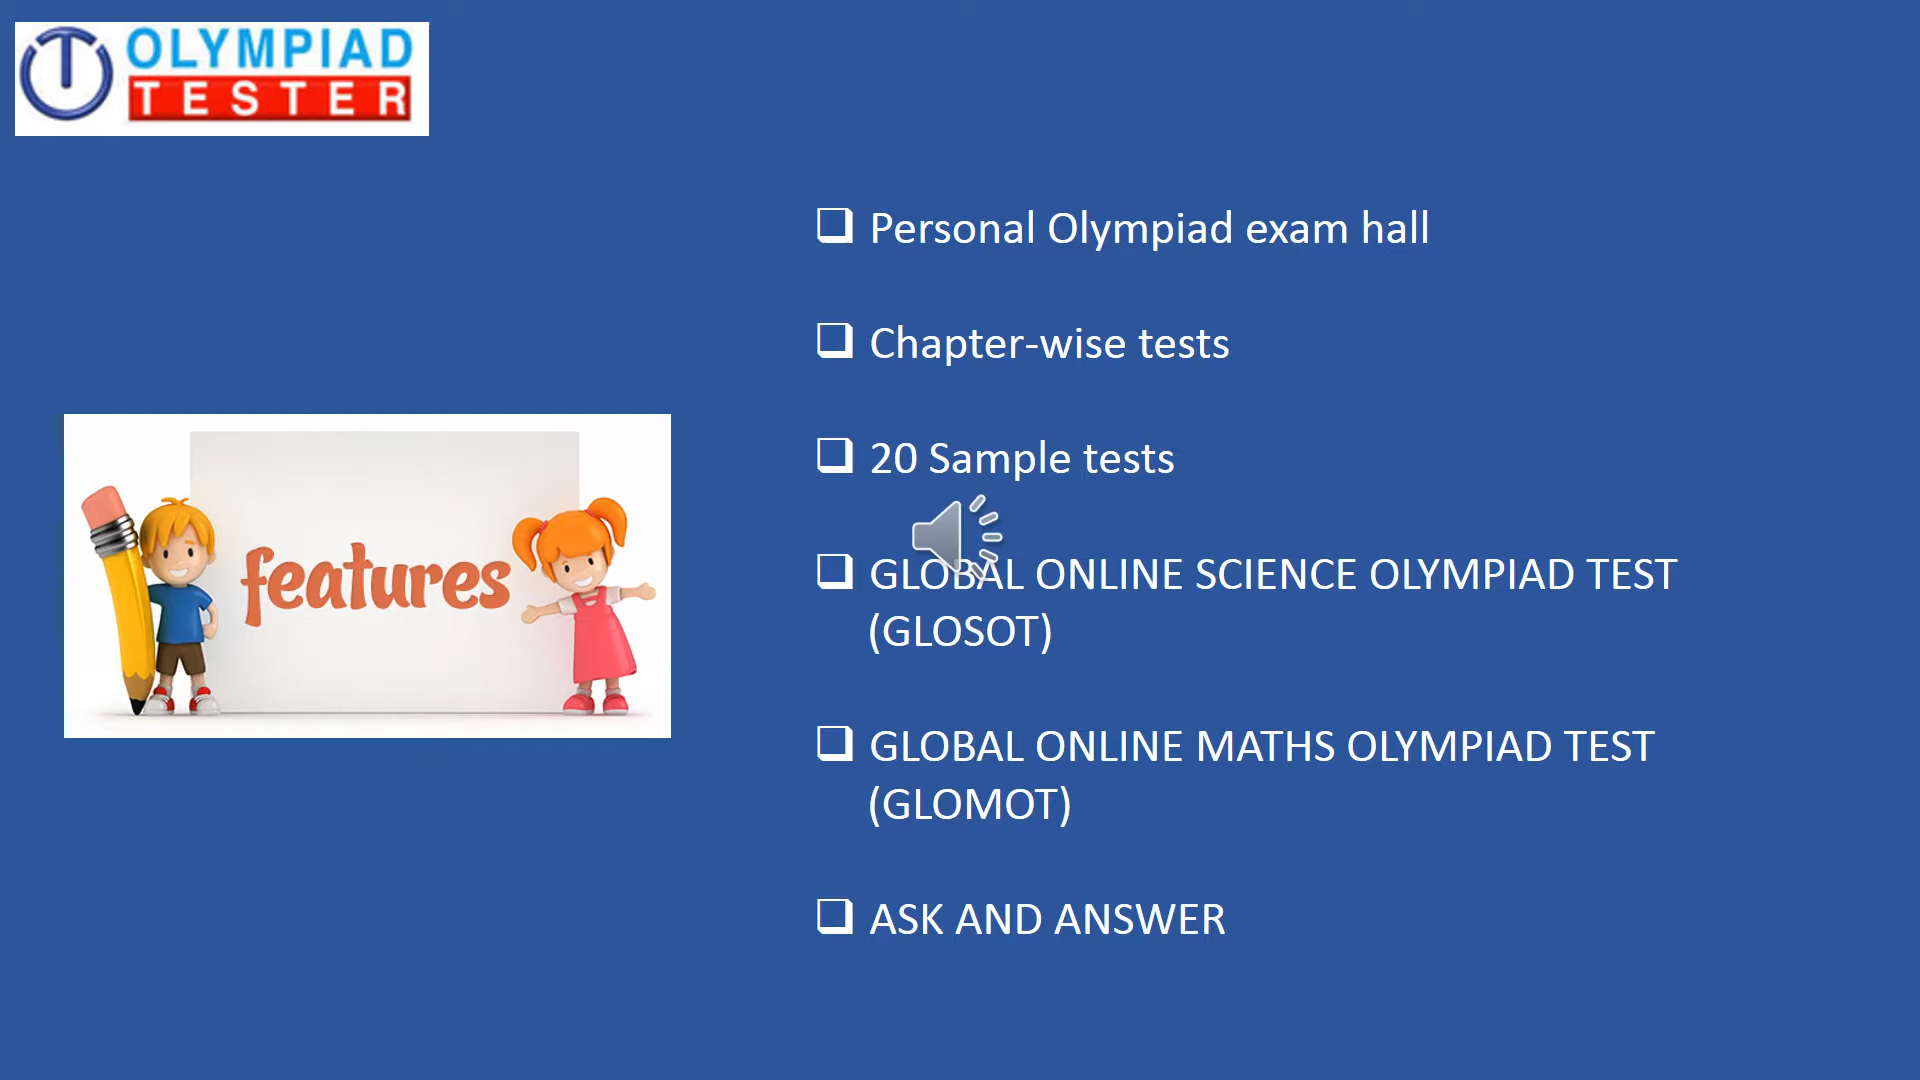 OLYMPIAD
TESTER
Personal Olympiad exam hall
Chapter-wise tests
20 Sample tests
features
GLOBAL ONLINE SCIENCE OLYMPIAD TEST
(GLOSOT)
GLOBAL ONLINE MATHS OLYMPIAD TEST
(GLOMOT)
ASK AND ANSWER